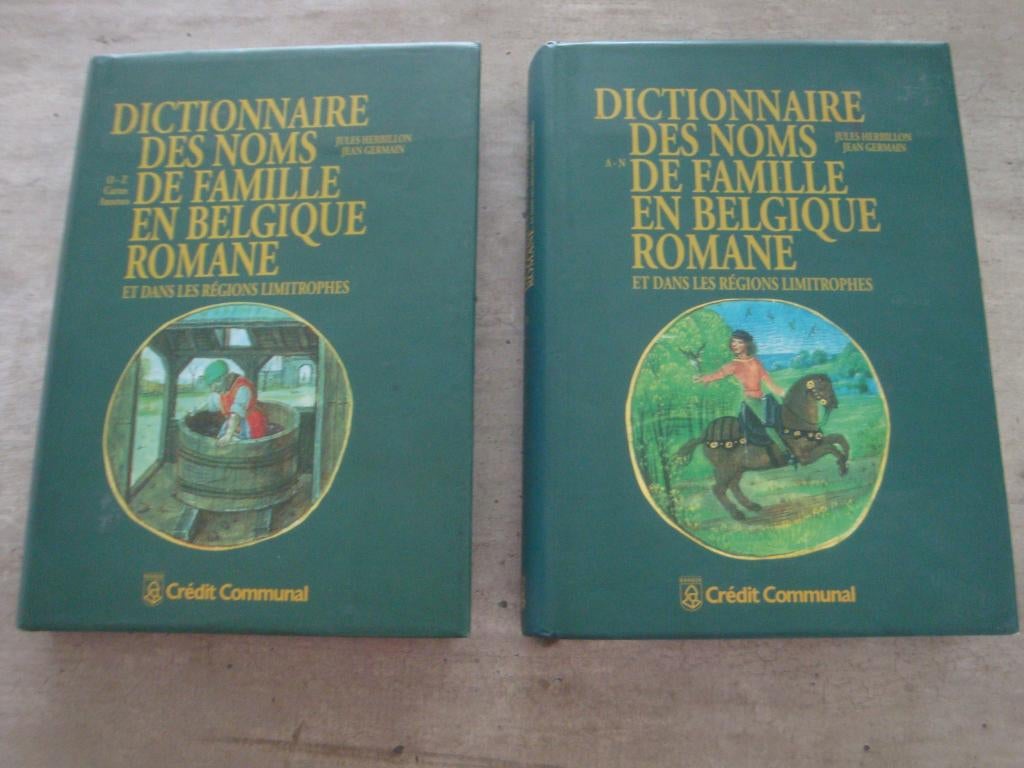 DICTIONNAIRE
DES NOMS
JULES HERBILLON
JEAN GERMAIN
O-Z
Cartes
Annexes
DE FAMILLE
EN BELGIQUE
ROMANE
ET DANS LES RÉGIONS LIMITROPHES
Crédit Communal
DICTIONNAIRE
DES NOMS
JULES HERBILLON
JEAN GERMAIN
A-N
DE FAMILLE
EN BELGIQUE
ROMANE
ET DANS LES RÉGIONS LIMITROPHES
Crédit Communal